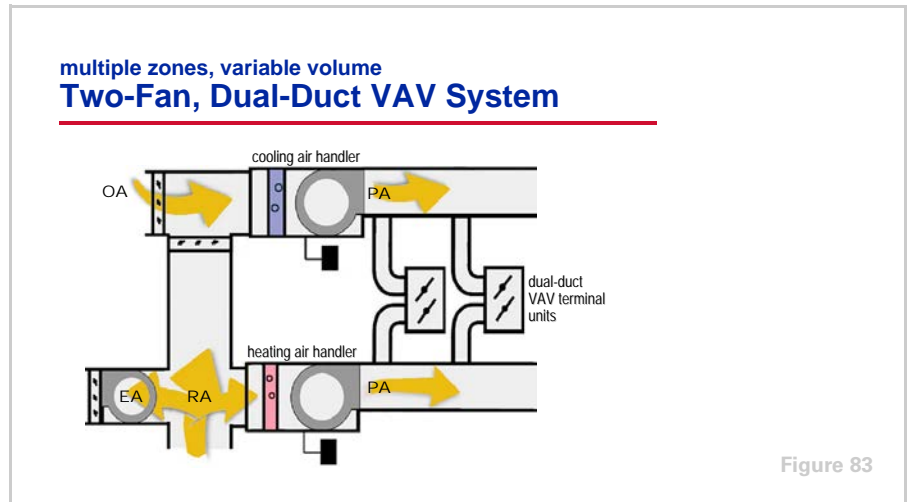 multiple zones, variable volume
Two-Fan, Dual-Duct VAV System
cooling air handler
OA
PA
dual-duct
VAV terminal
units
heating air handler
EA
RA
PA
Figure 83